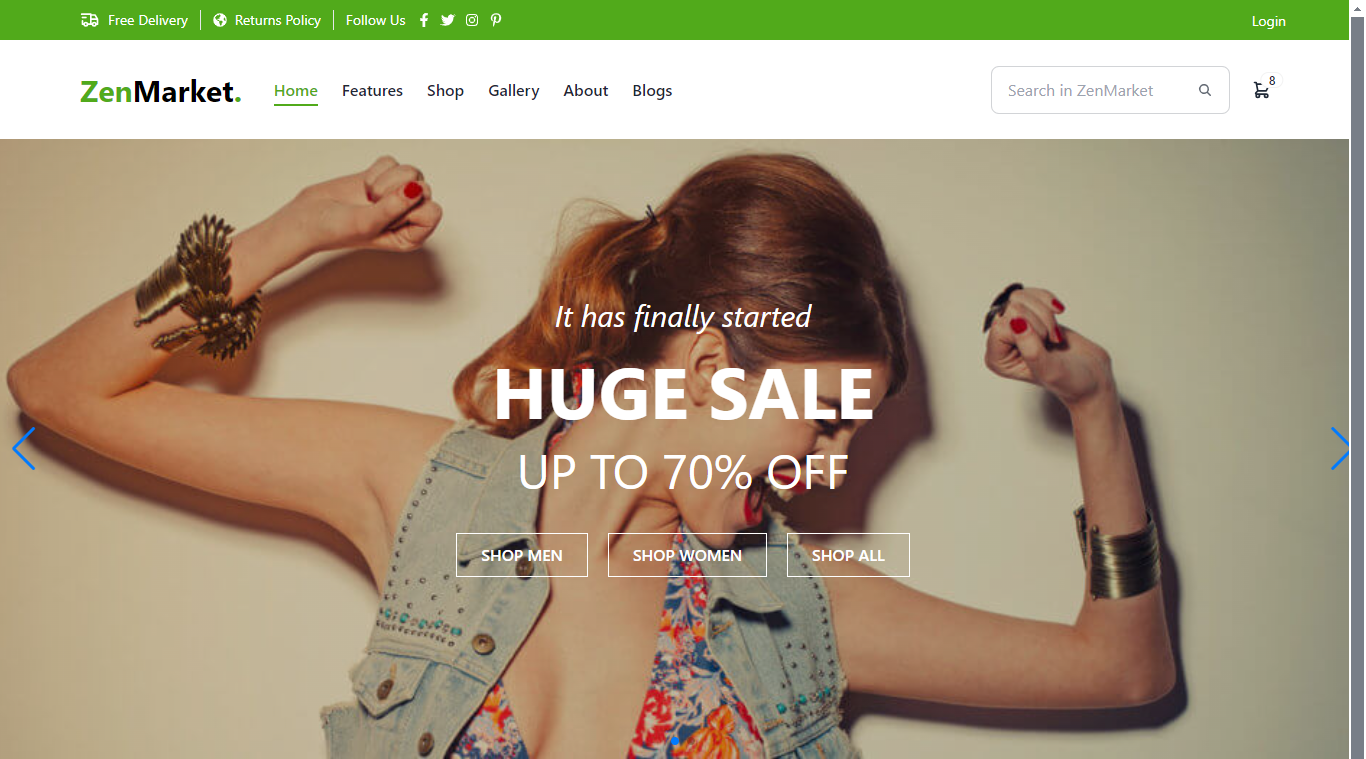 Free Delivery Returns Policy Follow Us Login
ZenMarket. Home Features Shop Gallery About Blogs Search in ZenMarket 8
It has finally started
HUGE SALE
UP TO 70% OFF
SHOP MEN SHOP WOMEN SHOP ALL